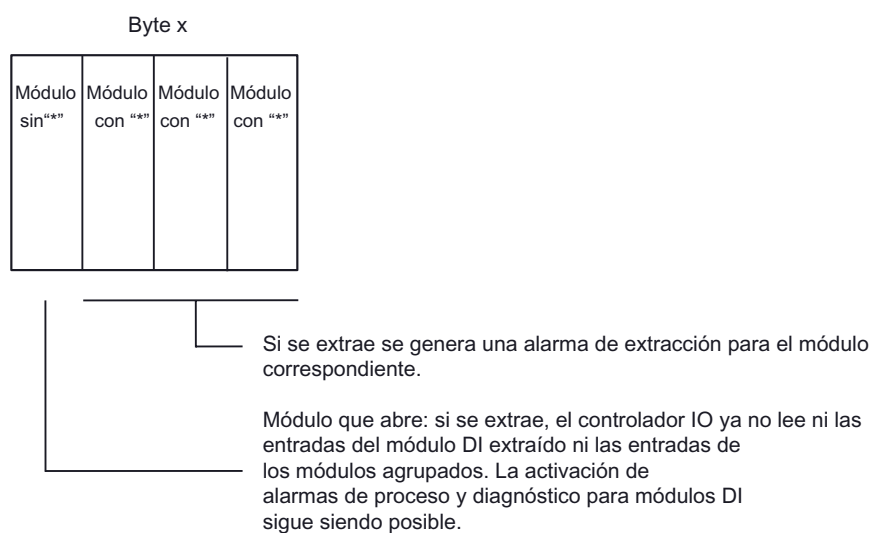 Byte x
Módulo sin“*”
Módulo con “*”
Módulo con “*”
Módulo con “*”
Si se extrae se genera una alarma de extracción para el módulo
correspondiente.
Módulo que abre: si se extrae, el controlador IO ya no lee ni las
entradas del módulo DI extraído ni las entradas de
los módulos agrupados. La activación de
alarmas de proceso y diagnóstico para módulos DI
sigue siendo posible.